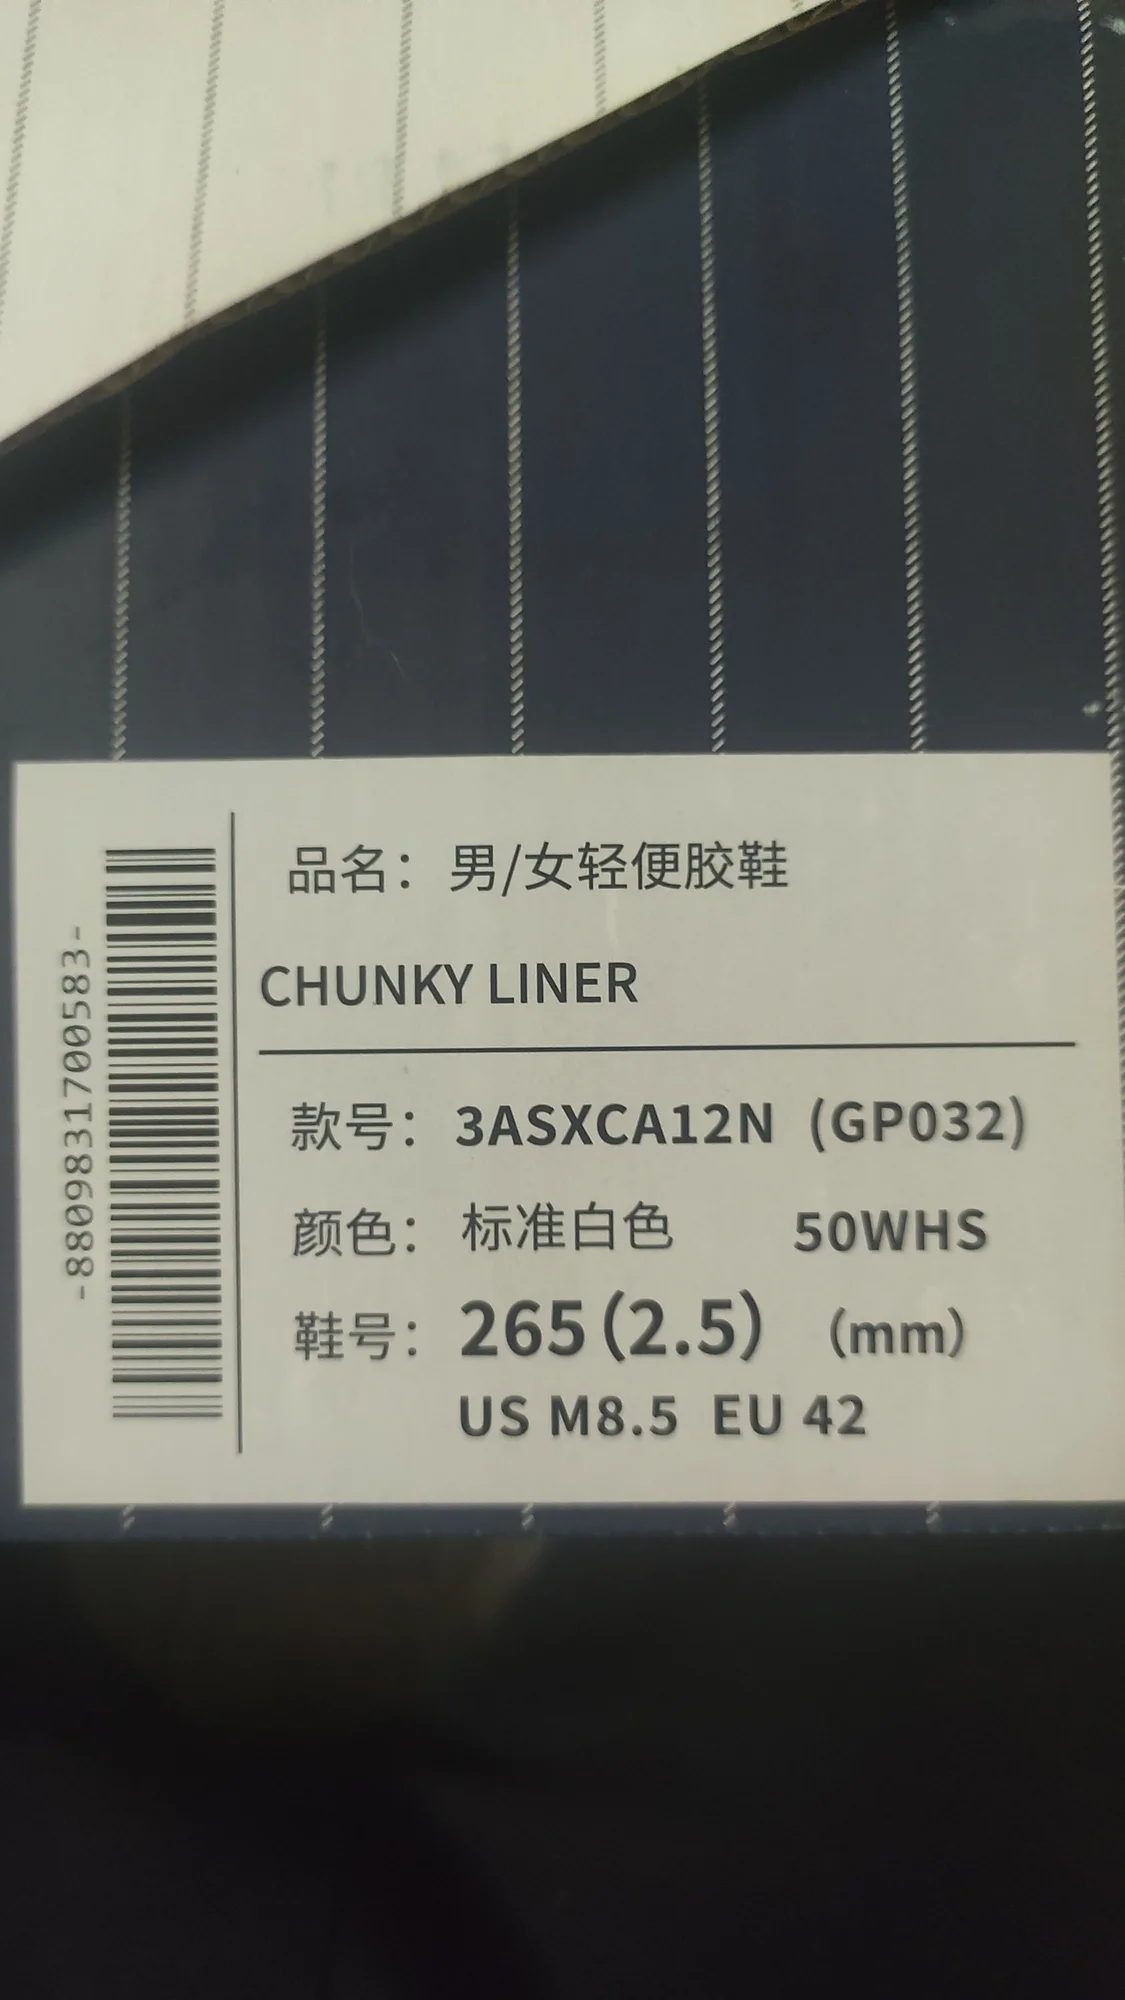 品名：男/女轻便胶鞋
CHUNKY LINER
款号：3ASXCA12N (GP032)
颜色：标准白色 50WHS
鞋号：265(2.5) (mm)
US M8.5 EU 42
-8809831700583-